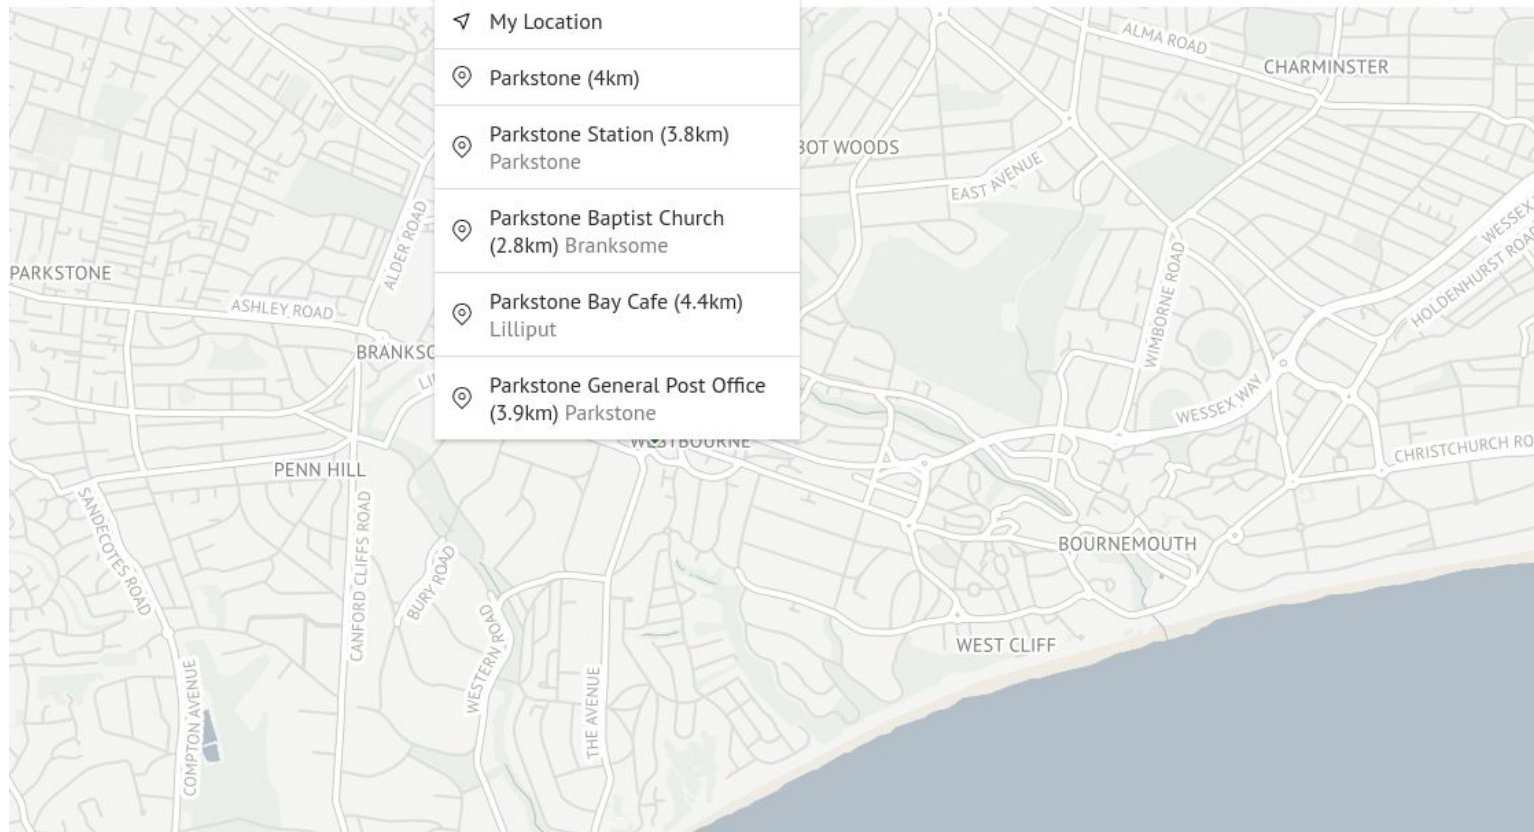 My Location
Parkstone (4km)
Parkstone Station (3.8km)
Parkstone
Parkstone Baptist Church
(2.8km) Branksome
Parkstone Bay Cafe (4.4km)
Lilliput
Parkstone General Post Office
(3.9km) Parkstone
ALMA ROAD
CHARMINSTER
BOT WOODS
EAST AVENUE
WESSEX
HOLDENHURST ROAD
ALDER ROAD
PARKSTONE
ASHLEY ROAD
WIMBORNE ROAD
BRANKSO
LI
WESSEX WAY
WESTBOURNE
CHRISTCHURCH RO
PENN HILL
SANDECOTES ROAD
CANFORD CLIFFS ROAD
BURY ROAD
BOURNEMOUTH
WESTERN ROAD
WEST CLIFF
COMPTON AVENUE
THE AVENUE